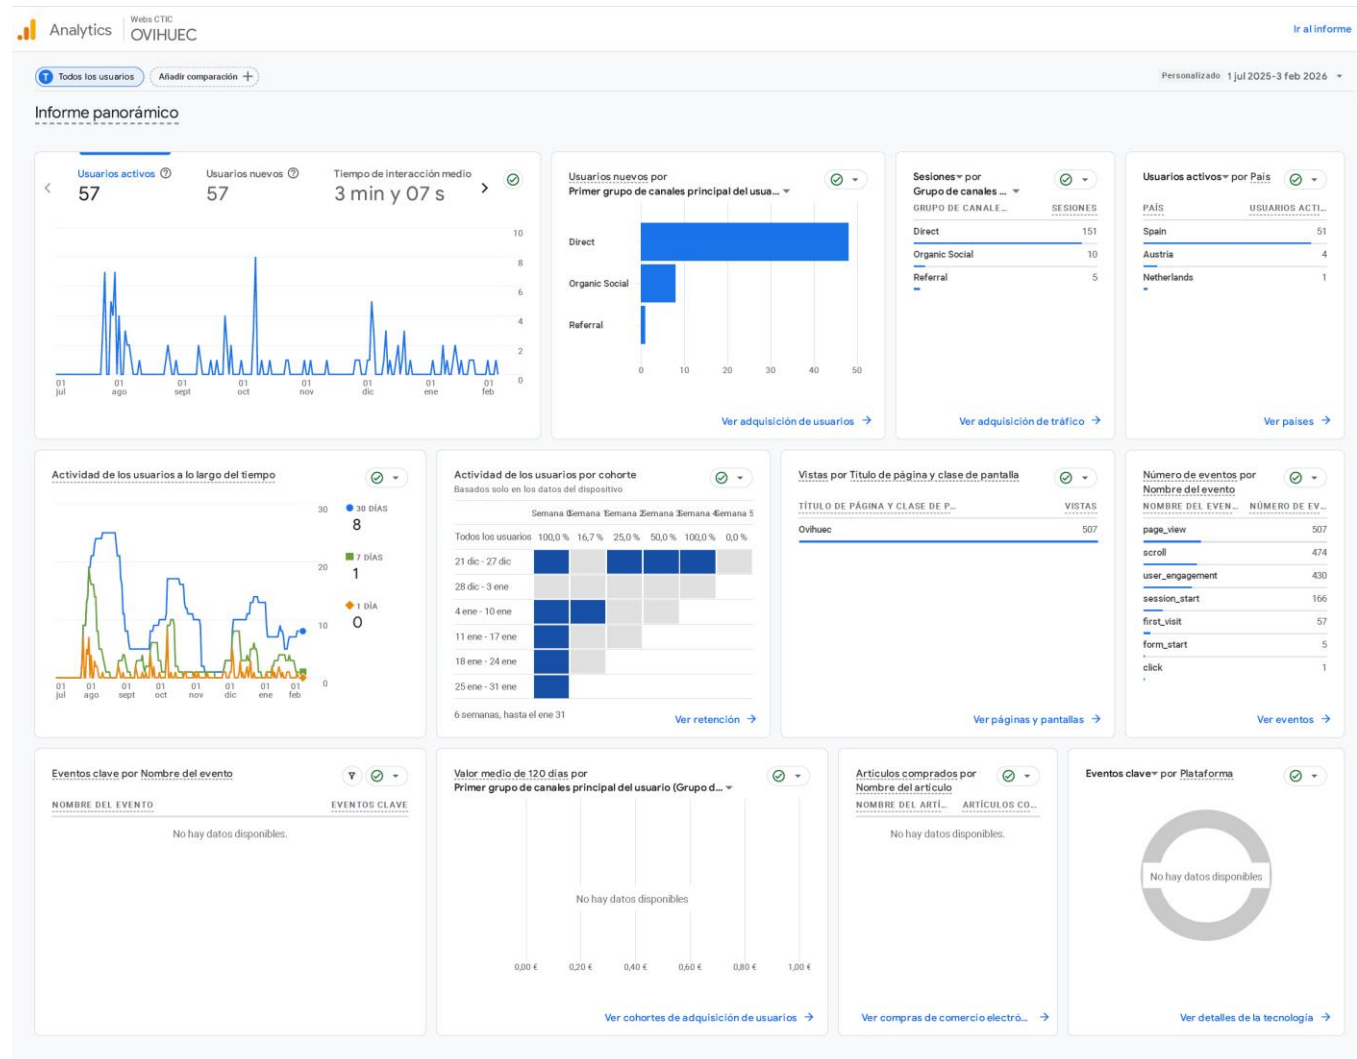 Analytics
Webs CTIC
OVIHUEC
Ir al informe
T Todos los usuarios
Añadir comparación +
Personalizado 1 jul 2025-3 feb 2026
Informe panorámico
Usuarios activos
57
Usuarios nuevos
57
Tiempo de interacción medio
3 min y 07 s
10
8
6
4
2
0
01 jul
01 ago
01 sept
01 oct
01 nov
01 dic
01 ene
01 feb
Usuarios nuevos por
Primer grupo de canales principal del usua...
Direct
Organic Social
Referral
0 10 20 30 40 50
Ver adquisición de usuarios
Sesiones por
Grupo de canales ...
GRUPO DE CANALE... SESIONES
Direct 151
Organic Social 10
Referral 5
Ver adquisición de tráfico
Usuarios activos por País
PAÍS USUARIOS ACTI...
Spain 51
Austria 4
Netherlands 1
Ver países
Actividad de los usuarios a lo largo del tiempo
30
20
10
0
30 DÍAS
8
7 DÍAS
1
1 DÍA
0
01 jul
01 ago
01 sept
01 oct
01 nov
01 dic
01 ene
01 feb
Actividad de los usuarios por cohorte
Basados solo en los datos del dispositivo
Semana 0 Semana 1 Semana 2 Semana 3 Semana 4 Semana 5
Todos los usuarios 100,0 % 16,7 % 25,0 % 50,0 % 100,0 % 0,0 %
21 dic - 27 dic
28 dic - 3 ene
4 ene - 10 ene
11 ene - 17 ene
18 ene - 24 ene
25 ene - 31 ene
6 semanas, hasta el ene 31
Ver retención
Vistas por Título de página y clase de pantalla
TÍTULO DE PÁGINA Y CLASE DE P... VISTAS
Ovihuec 507
Ver páginas y pantallas
Número de eventos por
Nombre del evento
NOMBRE DEL EVEN... NÚMERO DE EV...
page_view 507
scroll 474
user_engagement 430
session_start 166
first_visit 57
form_start 5
click 1
Ver eventos
Eventos clave por Nombre del evento
NOMBRE DEL EVENTO EVENTOS CLAVE
No hay datos disponibles.
Valor medio de 120 días por
Primer grupo de canales principal del usuario (Grupo d...
No hay datos disponibles
0,00 € 0,20 € 0,40 € 0,60 € 0,80 € 1,00 €
Ver cohortes de adquisición de usuarios
Artículos comprados por
Nombre del artículo
NOMBRE DEL ARTÍ... ARTÍCULOS CO...
No hay datos disponibles.
Ver compras de comercio electró...
Eventos clave por Plataforma
No hay datos disponibles
Ver detalles de la tecnología